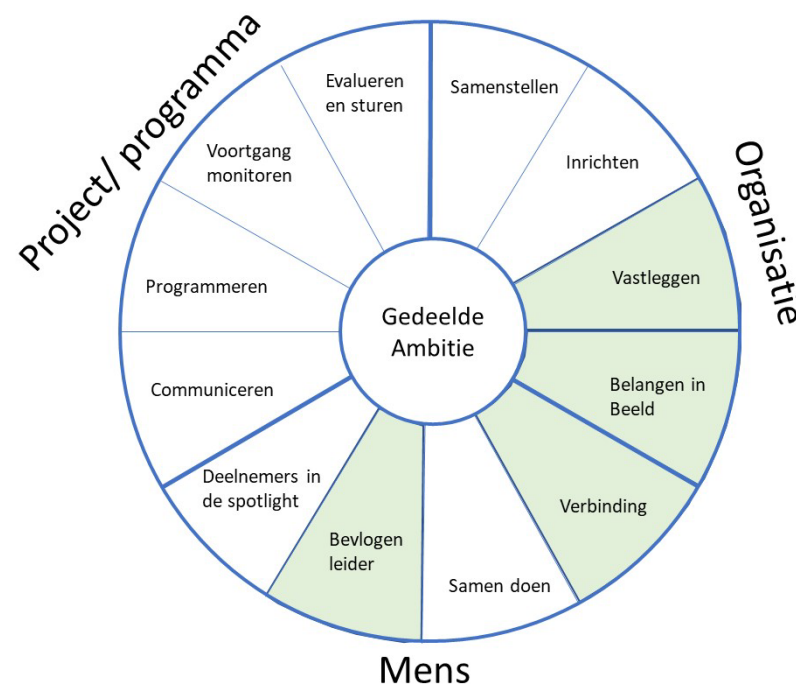 Project/ programma
Organisatie
Mens
Gedeelde
Ambitie
Samenstellen
Inrichten
Vastleggen
Belangen in
Beeld
Verbinding
Samen doen
Bevlogen
leider
Deelnemers in
de spotlight
Communiceren
Programmeren
Voortgang
monitoren
Evalueren
en sturen